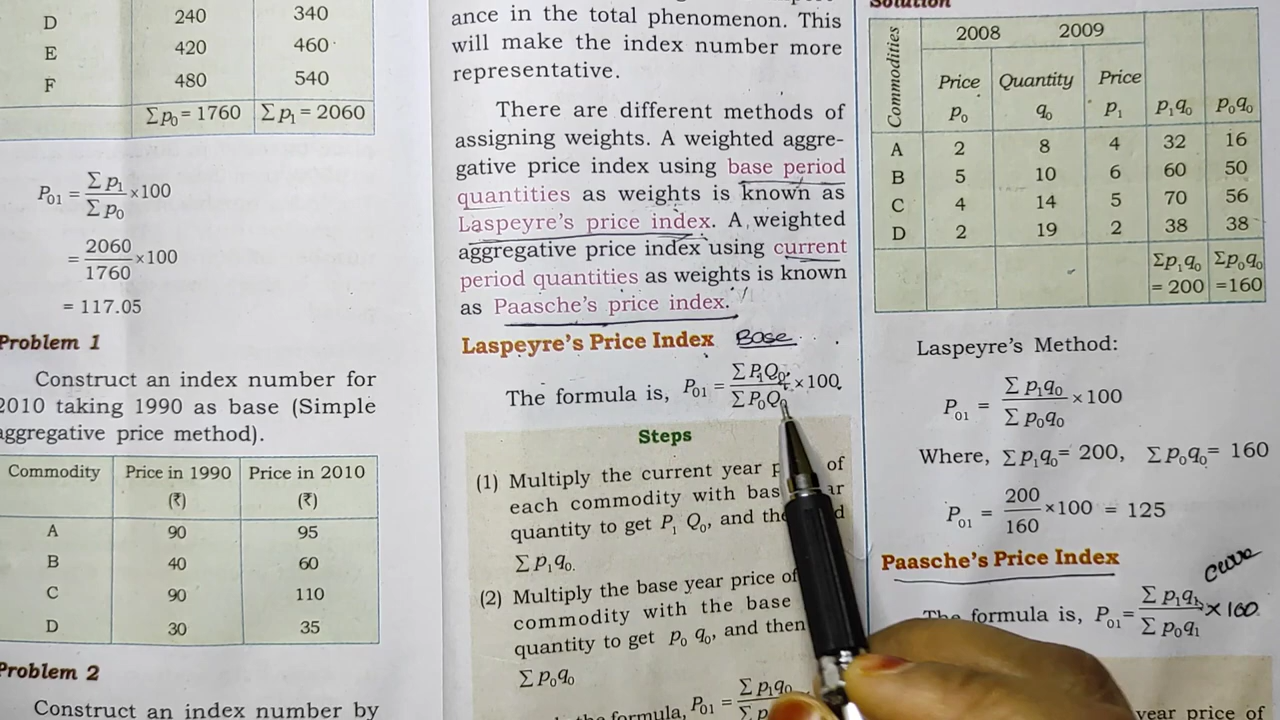 D 240 340
E 420 460
F 480 540
Σp₀ = 1760 Σp₁ = 2060
P₀₁ = Σp₁ / Σp₀ ×100
= 2060 / 1760 ×100
= 117.05
Problem 1
Construct an index number for
2010 taking 1990 as base (Simple
aggregative price method).
Commodity Price in 1990 (₹) Price in 2010 (₹)
A 90 95
B 40 60
C 90 110
D 30 35
Problem 2
Construct an index number by
ance in the total phenomenon. This
will make the index number more
representative.
There are different methods of
assigning weights. A weighted aggre-
gative price index using base period
quantities as weights is known as
Laspeyre's price index. A weighted
aggregative price index using current
period quantities as weights is known
as Paasche's price index.
Laspeyre's Price Index Base
The formula is, P₀₁ = ΣP₁Q₀ / ΣP₀Q₀ ×100
Steps
(1) Multiply the current year of
each commodity with
quantity to get P₁ Q₀, and
Σp₁q₀.
(2) Multiply the base year price of
commodity with the base
quantity to get p₀ q₀, and then
Σp₀q₀
formula, P₀₁ = Σp₁q₀
Solution
Commodities 2008 2009
Price p₀ Quantity q₀ Price p₁ p₁q₀ p₀q₀
A 2 8 4 32 16
B 5 10 6 60 50
C 4 14 5 70 56
D 2 19 2 38 38
Σp₁q₀ = 200 Σp₀q₀ =160
Laspeyre's Method:
P₀₁ = Σp₁q₀ / Σp₀q₀ ×100
Where, Σp₁q₀= 200, Σp₀q₀= 160
P₀₁ = 200 / 160 ×100 = 125
Paasche's Price Index
The formula is, P₀₁= Σp₁q₁ / Σp₀q₁ × 100
year price of